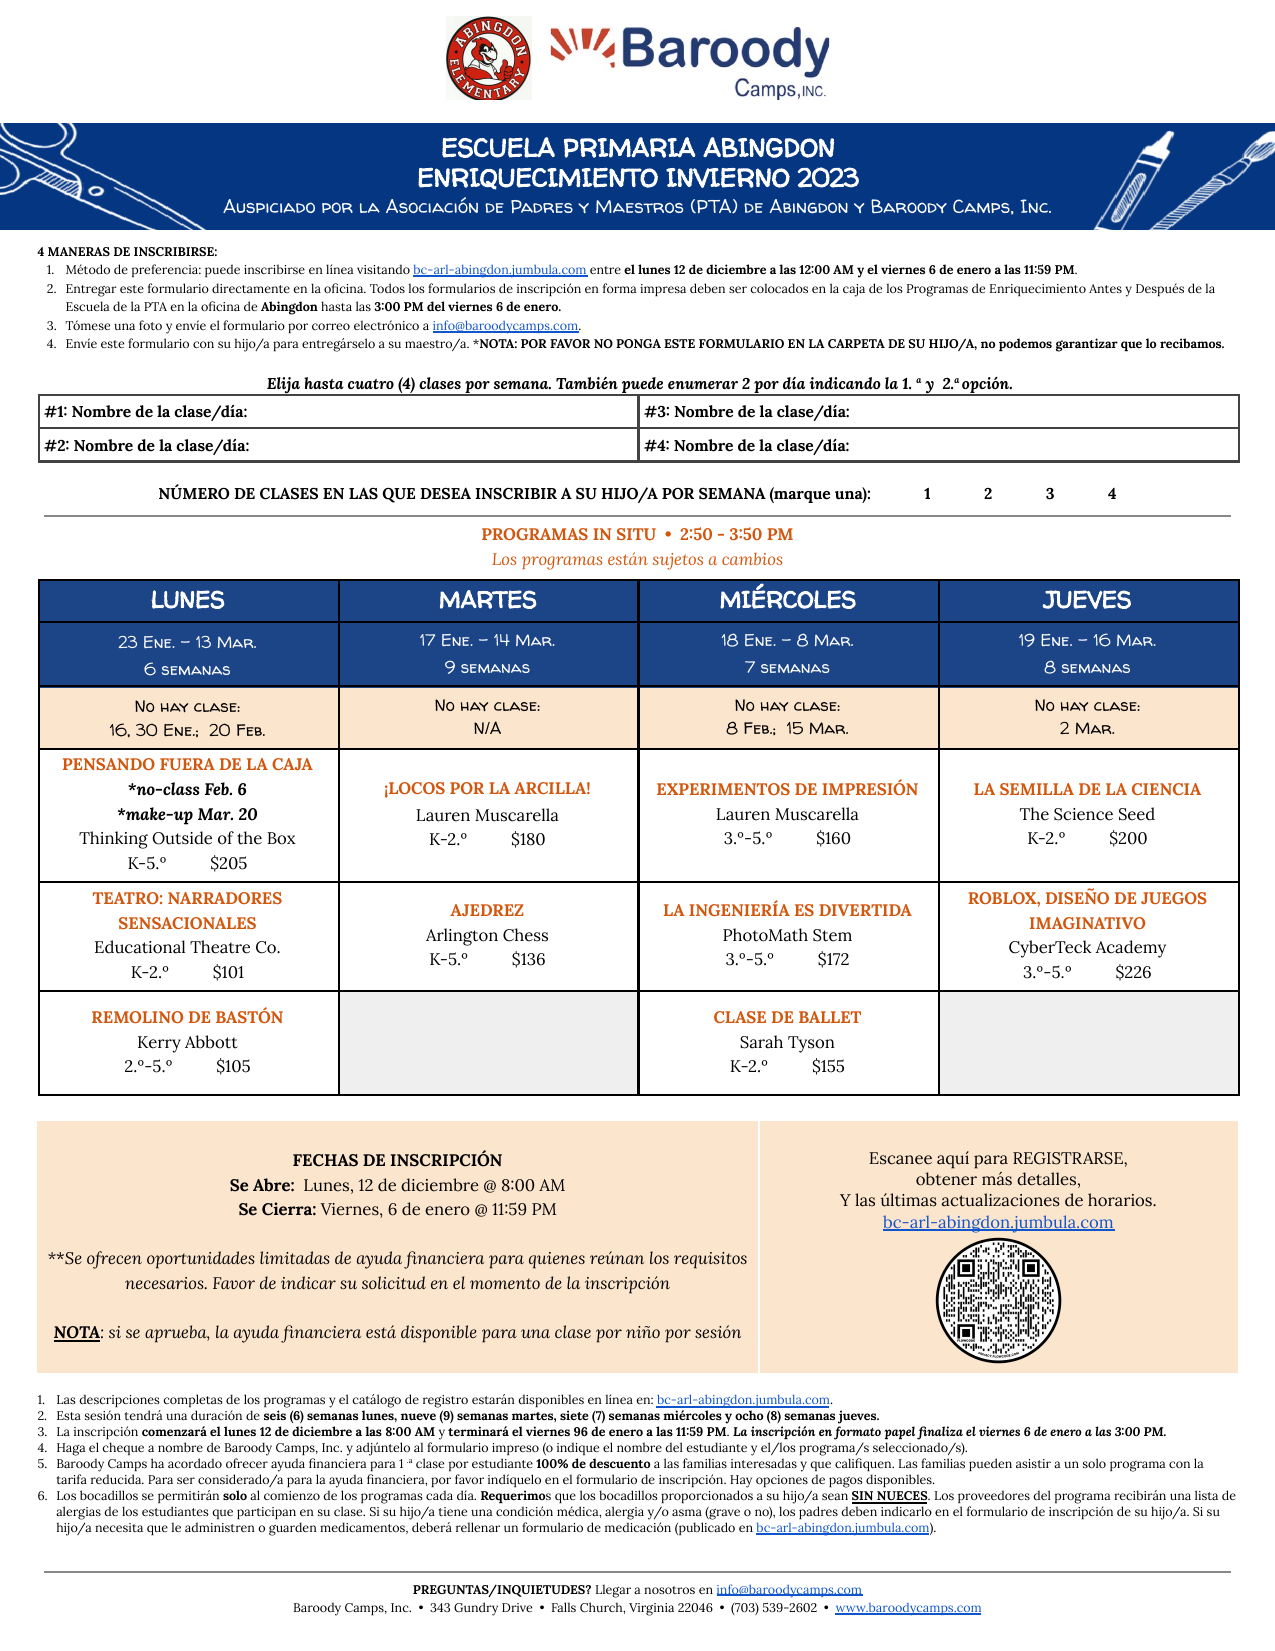 ABINGDON
ELEMENTARY
Baroody
Camps, INC.
ESCUELA PRIMARIA ABINGDON
ENRIQUECIMIENTO INVIERNO 2023
Auspiciado por la Asociación de Padres y Maestros (PTA) de Abingdon y Baroody Camps, Inc.
4 MANERAS DE INSCRIBIRSE:
1. Método de preferencia: puede inscribirse en línea visitando bc-arl-abingdon.jumbula.com entre el lunes 12 de diciembre a las 12:00 AM y el viernes 6 de enero a las 11:59 PM.
2. Entregar este formulario directamente en la oficina. Todos los formularios de inscripción en forma impresa deben ser colocados en la caja de los Programas de Enriquecimiento Antes y Después de la
Escuela de la PTA en la oficina de Abingdon hasta las 3:00 PM del viernes 6 de enero.
3. Tómese una foto y envíe el formulario por correo electrónico a info@baroodycamps.com.
4. Envíe este formulario con su hijo/a para entregárselo a su maestro/a. *NOTA: POR FAVOR NO PONGA ESTE FORMULARIO EN LA CARPETA DE SU HIJO/A, no podemos garantizar que lo recibamos.
Elija hasta cuatro (4) clases por semana. También puede enumerar 2 por día indicando la 1. ª y 2.ª opción.
#1: Nombre de la clase/día:
#3: Nombre de la clase/día:
#2: Nombre de la clase/día:
#4: Nombre de la clase/día:
NÚMERO DE CLASES EN LAS QUE DESEA INSCRIBIR A SU HIJO/A POR SEMANA (marque una): 1 2 3 4
PROGRAMAS IN SITU • 2:50 - 3:50 PM
Los programas están sujetos a cambios
LUNES
MARTES
MIÉRCOLES
JUEVES
23 Ene. – 13 Mar.
6 semanas
17 Ene. – 14 Mar.
9 semanas
18 Ene. – 8 Mar.
7 semanas
19 Ene. – 16 Mar.
8 semanas
No hay clase:
16, 30 Ene.; 20 Feb.
No hay clase:
N/A
No hay clase:
8 Feb.; 15 Mar.
No hay clase:
2 Mar.
PENSANDO FUERA DE LA CAJA
*no-class Feb. 6
*make-up Mar. 20
Thinking Outside of the Box
K-5.º $205
¡LOCOS POR LA ARCILLA!
Lauren Muscarella
K-2.º $180
EXPERIMENTOS DE IMPRESIÓN
Lauren Muscarella
3.º-5.º $160
LA SEMILLA DE LA CIENCIA
The Science Seed
K-2.º $200
TEATRO: NARRADORES
SENSACIONALES
Educational Theatre Co.
K-2.º $101
AJEDREZ
Arlington Chess
K-5.º $136
LA INGENIERÍA ES DIVERTIDA
PhotoMath Stem
3.º-5.º $172
ROBLOX, DISEÑO DE JUEGOS
IMAGINATIVO
CyberTeck Academy
3.º-5.º $226
REMOLINO DE BASTÓN
Kerry Abbott
2.º-5.º $105
CLASE DE BALLET
Sarah Tyson
K-2.º $155
FECHAS DE INSCRIPCIÓN
Se Abre: Lunes, 12 de diciembre @ 8:00 AM
Se Cierra: Viernes, 6 de enero @ 11:59 PM
**Se ofrecen oportunidades limitadas de ayuda financiera para quienes reúnan los requisitos
necesarios. Favor de indicar su solicitud en el momento de la inscripción
NOTA: si se aprueba, la ayuda financiera está disponible para una clase por niño por sesión
Escanee aquí para REGISTRARSE,
obtener más detalles,
Y las últimas actualizaciones de horarios.
bc-arl-abingdon.jumbula.com
1. Las descripciones completas de los programas y el catálogo de registro estarán disponibles en línea en: bc-arl-abingdon.jumbula.com.
2. Esta sesión tendrá una duración de seis (6) semanas lunes, nueve (9) semanas martes, siete (7) semanas miércoles y ocho (8) semanas jueves.
3. La inscripción comenzará el lunes 12 de diciembre a las 8:00 AM y terminará el viernes 96 de enero a las 11:59 PM. La inscripción en formato papel finaliza el viernes 6 de enero a las 3:00 PM.
4. Haga el cheque a nombre de Baroody Camps, Inc. y adjúntelo al formulario impreso (o indique el nombre del estudiante y el/los programa/s seleccionado/s).
5. Baroody Camps ha acordado ofrecer ayuda financiera para 1 .ª clase por estudiante 100% de descuento a las familias interesadas y que califiquen. Las familias pueden asistir a un solo programa con la
tarifa reducida. Para ser considerado/a para la ayuda financiera, por favor indíquelo en el formulario de inscripción. Hay opciones de pagos disponibles.
6. Los bocadillos se permitirán solo al comienzo de los programas cada día. Requerimos que los bocadillos proporcionados a su hijo/a sean SIN NUECES. Los proveedores del programa recibirán una lista de
alergias de los estudiantes que participen en su clase. Si su hijo/a tiene una condición médica, alergia y/o asma (grave o no), los padres deben indicarlo en el formulario de inscripción de su hijo/a. Si su
hijo/a necesita que le administren o guarden medicamentos, deberá rellenar un formulario de medicación (publicado en bc-arl-abingdon.jumbula.com).
PREGUNTAS/INQUIETUDES? Llegar a nosotros en info@baroodycamps.com
Baroody Camps, Inc. • 343 Gundry Drive • Falls Church, Virginia 22046 • (703) 539-2602 • www.baroodycamps.com